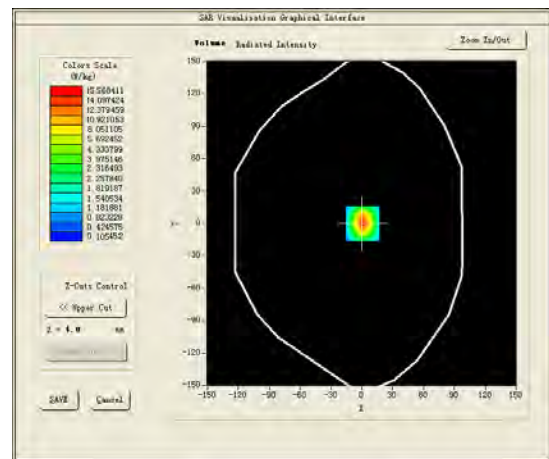 SAR Visualisation Graphical Interface
Volume Radiated Intensity
Zoom In/Out
Colors Scale
(W/kg)
15.568411
14.097424
12.379459
10.921053
8.051105
5.692452
4.330799
3.975146
2.316493
2.257840
1.819187
1.540534
1.181881
0.823228
0.424575
0.105452
Z-Cuts Control
<< Upper Cut
Z = 4.0 mm
SAVE
Cancel
150
120
90
60
30
0
-30
-60
-90
-120
-150
Y
-150 -120 -90 -60 -30 0 30 60 90 120 150
X